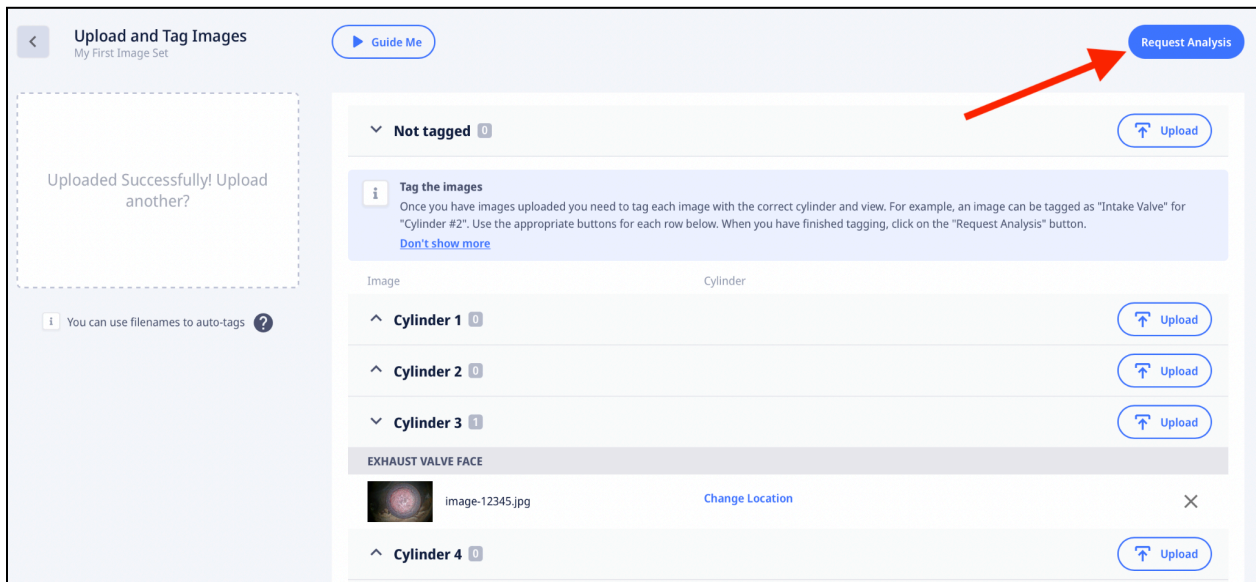 Upload and Tag Images
My First Image Set
Guide Me
Request Analysis
Uploaded Successfully! Upload
another?
i You can use filenames to auto-tags ?
Not tagged 0
Upload
i
Tag the images
Once you have images uploaded you need to tag each image with the correct cylinder and view. For example, an image can be tagged as "Intake Valve" for
"Cylinder #2". Use the appropriate buttons for each row below. When you have finished tagging, click on the "Request Analysis" button.
Don't show more
Image Cylinder
Cylinder 1 0
Upload
Cylinder 2 0
Upload
Cylinder 3 1
Upload
EXHAUST VALVE FACE
image-12345.jpg
Change Location
Cylinder 4 0
Upload